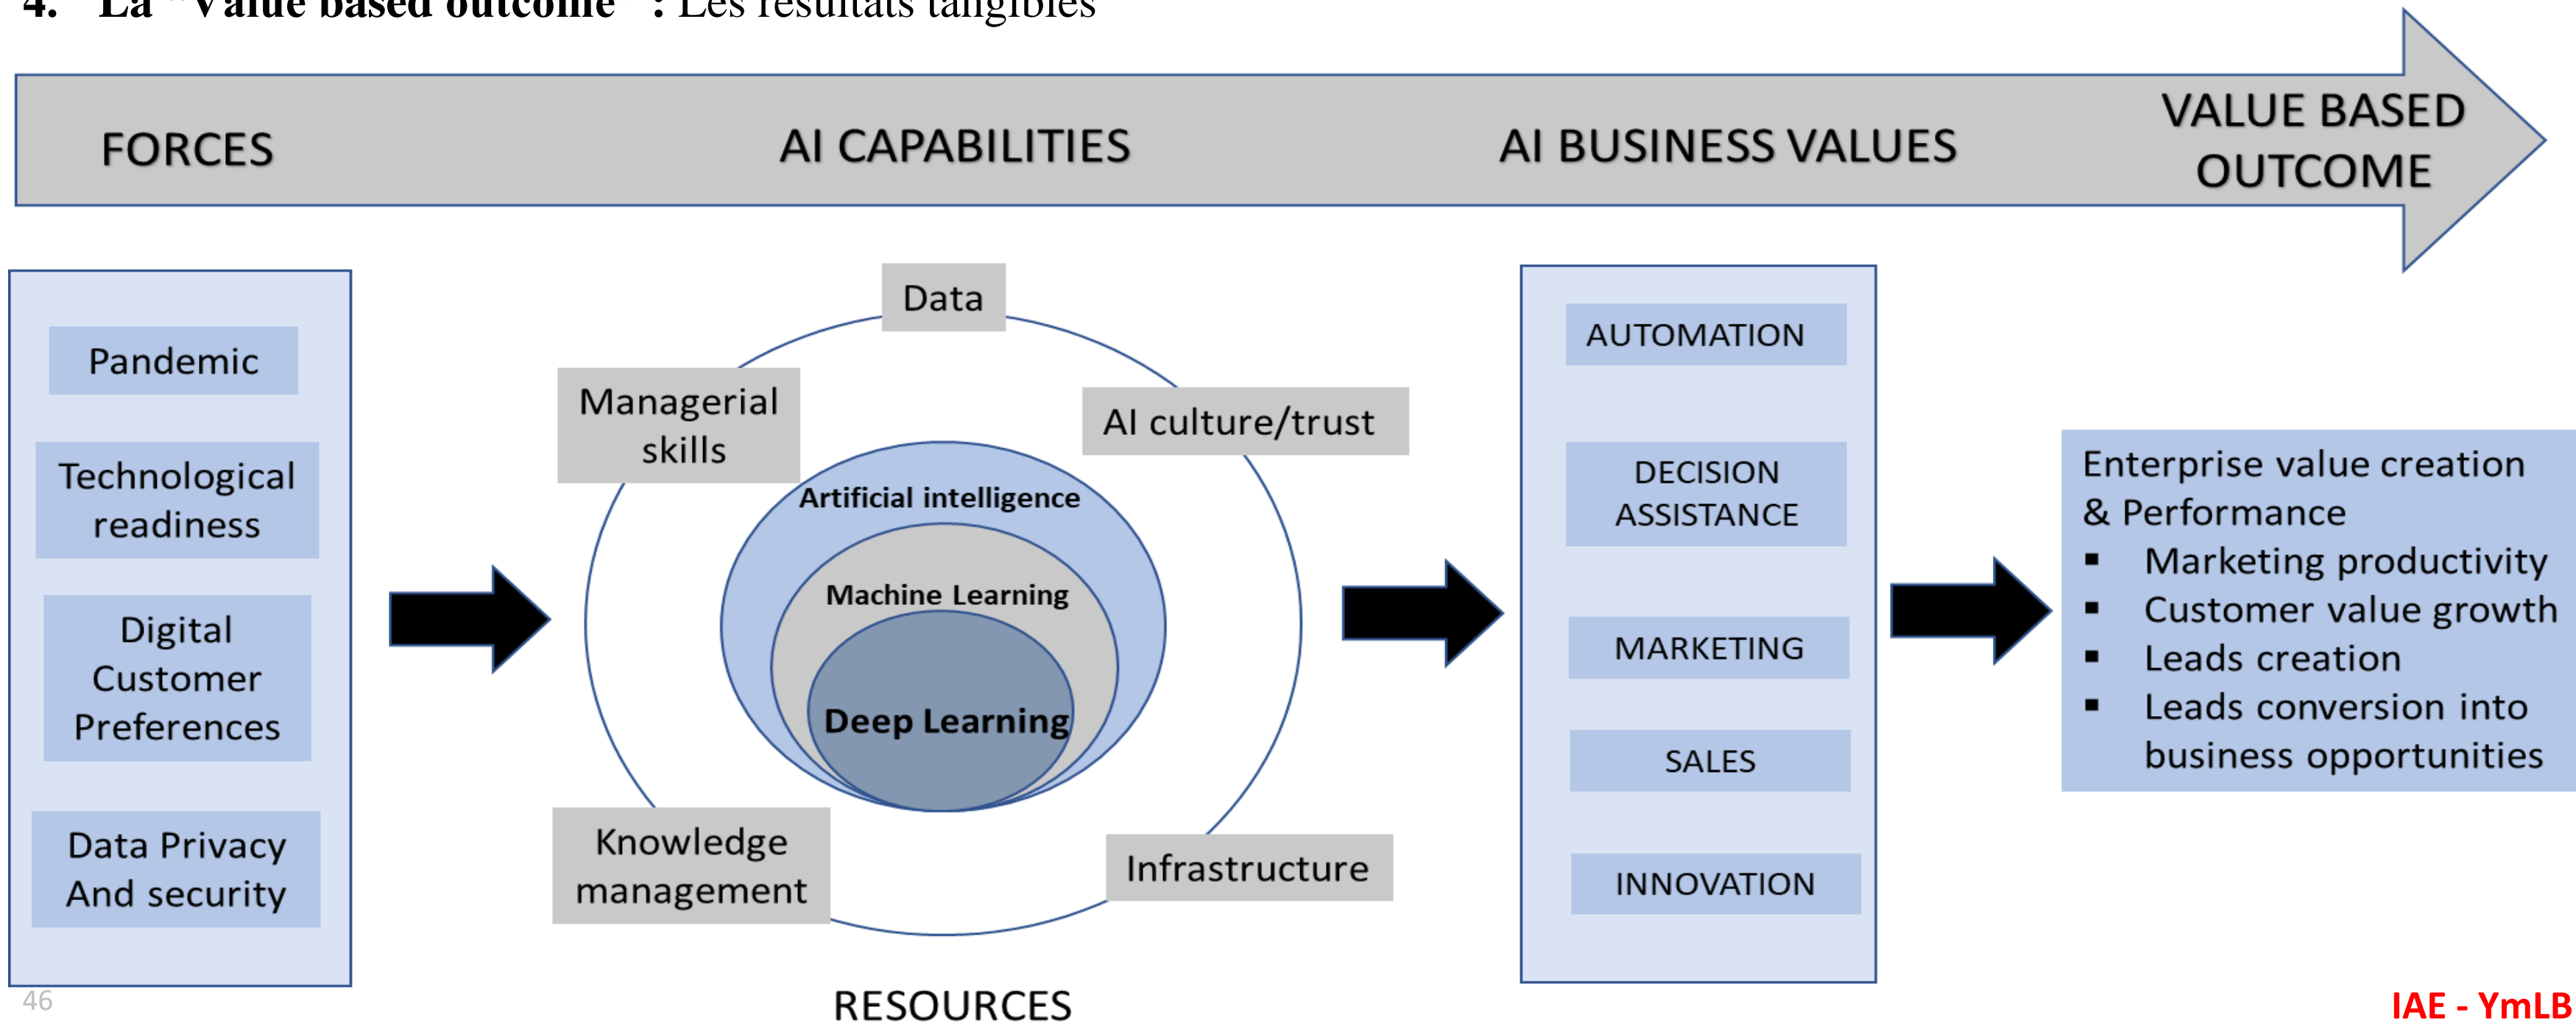 4. La "Value based outcome" : Les résultats tangibles
FORCES
AI CAPABILITIES
AI BUSINESS VALUES
VALUE BASED
OUTCOME
Pandemic
Technological
readiness
Digital
Customer
Preferences
Data Privacy
And security
Data
Managerial
skills
AI culture/trust
Artificial intelligence
Machine Learning
Deep Learning
Knowledge
management
Infrastructure
RESOURCES
AUTOMATION
DECISION
ASSISTANCE
MARKETING
SALES
INNOVATION
Enterprise value creation
& Performance
▪ Marketing productivity
▪ Customer value growth
▪ Leads creation
▪ Leads conversion into
business opportunities
46
IAE - YmLB